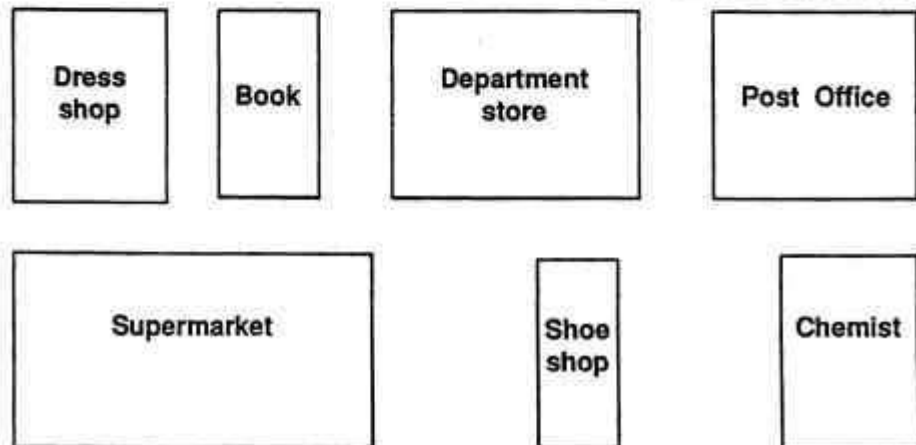 Dress
shop
Book
Department
store
Post Office
Supermarket
Shoe
shop
Chemist